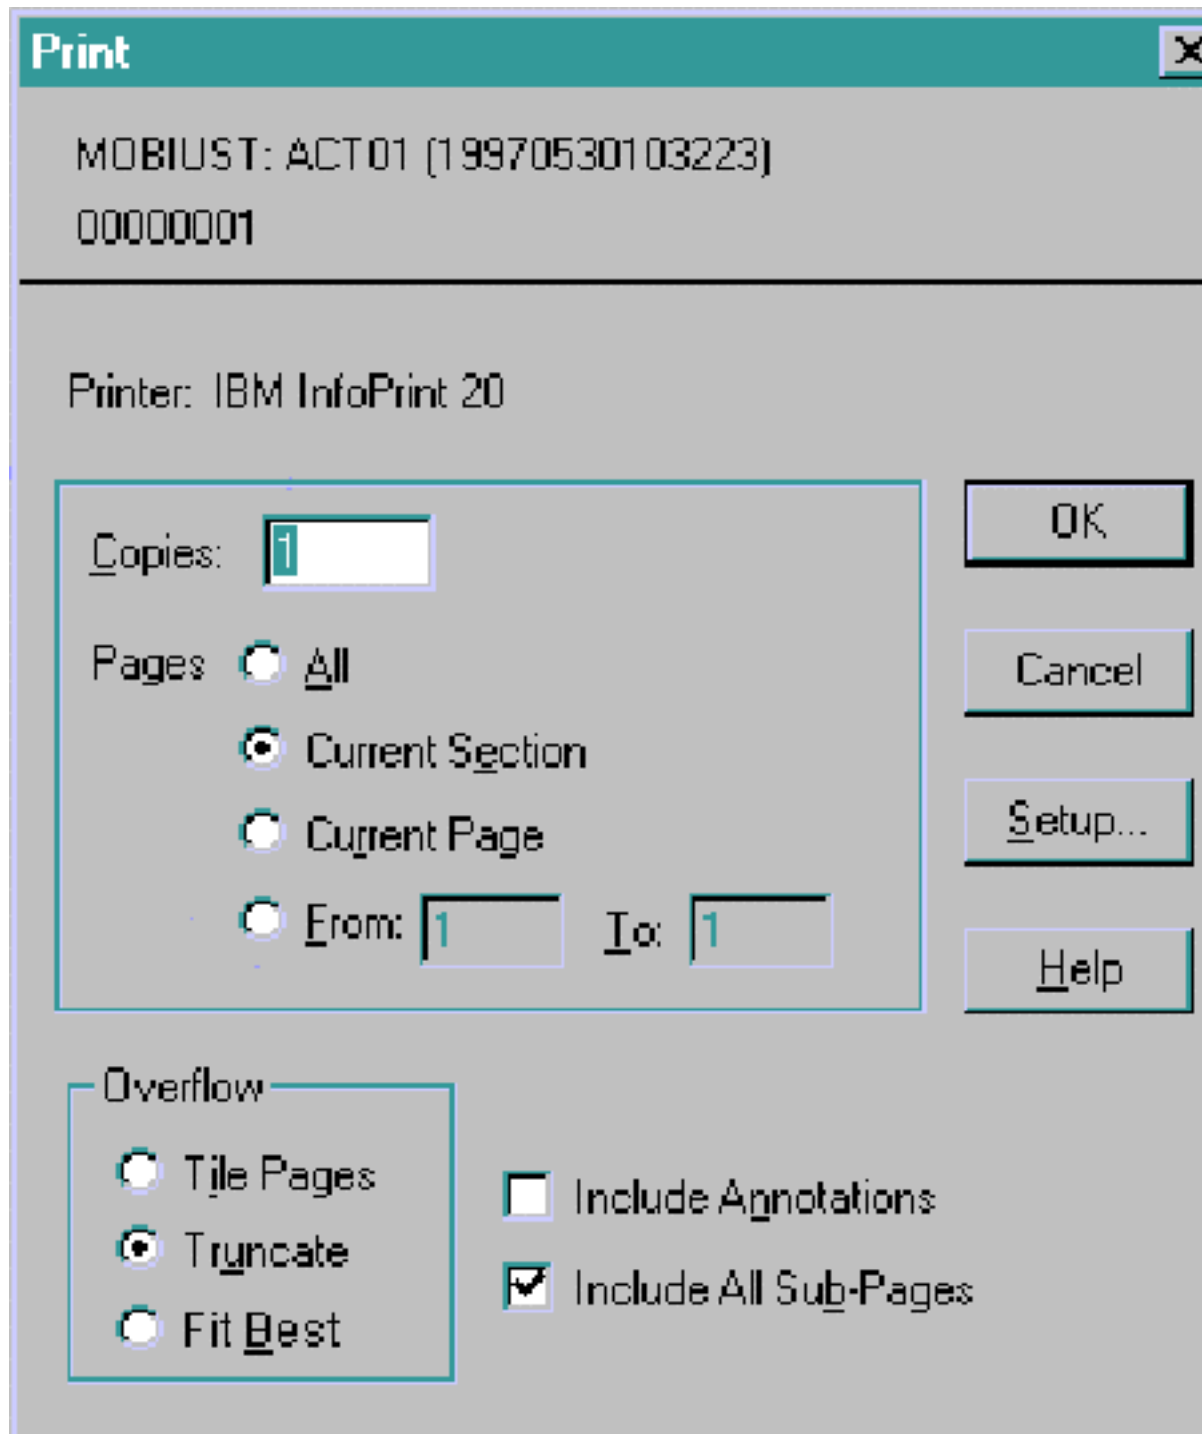 Print
MOBIUST: ACT01 (19970530103223)
00000001
Printer: IBM InfoPrint 20
Copies: 1
OK
Pages All
Cancel
Current Section
Current Page
Setup...
From: 1 To: 1
Help
Overflow
Tile Pages
Truncate
Fit Best
Include Annotations
Include All Sub-Pages